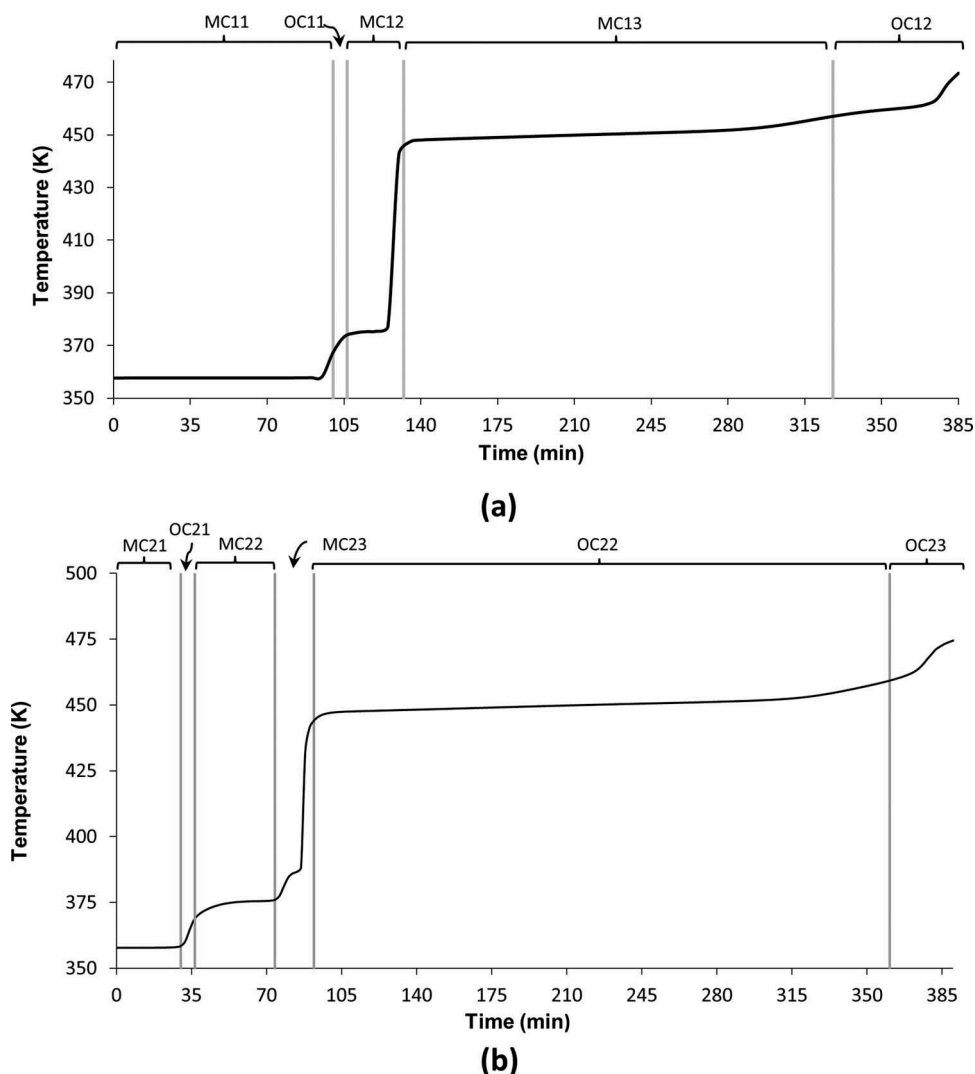 MC11 OC11 MC12 MC13 OC12
470
450
430
410
390
370
350
Temperature (K)
0 35 70 105 140 175 210 245 280 315 350 385
Time (min)
(a)
OC21
MC21 MC22 MC23 OC22 OC23
500
475
450
425
400
375
350
Temperature (K)
0 35 70 105 140 175 210 245 280 315 350 385
Time (min)
(b)